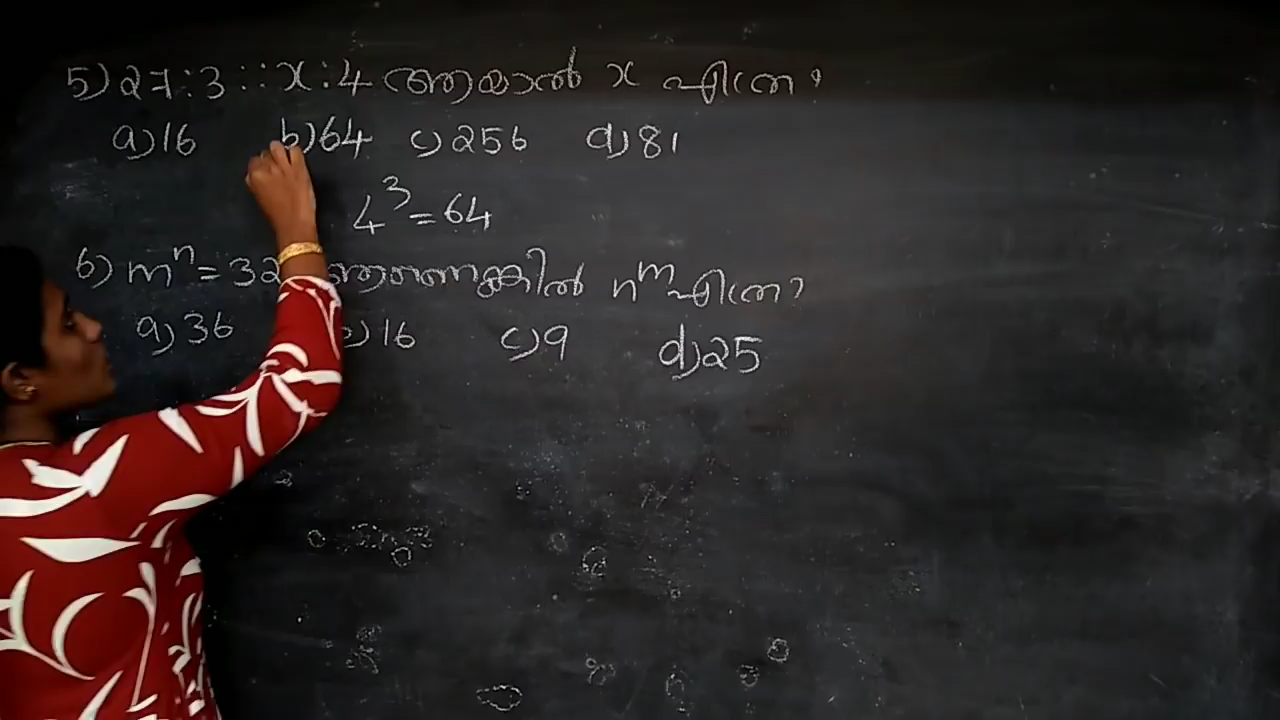 5) 27 : 3 :: x : 4 ആയാൽ x എത്ര?
a) 16 b) 64 c) 256 d) 81
4³ = 64
6) mⁿ = 32 ആണെങ്കിൽ nᵐ എത്ര?
a) 36 b) 16 c) 9 d) 25